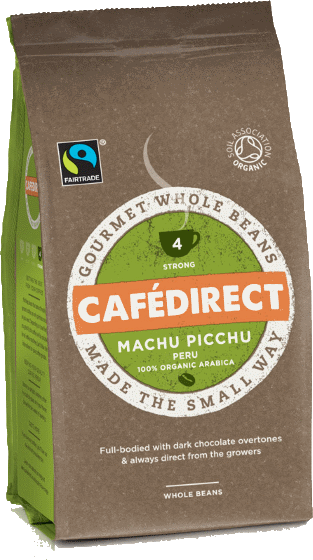 FAIRTRADE
®
SOIL ASSOCIATION
ORGANIC
GOURMET WHOLE BEANS
4
STRONG
CAFÉDIRECT
MACHU PICCHU
PERU
100% ORGANIC ARABICA
MADE THE SMALL WAY
Full-bodied with dark chocolate overtones
& always direct from the growers
WHOLE BEANS
CAFÉDIRECT